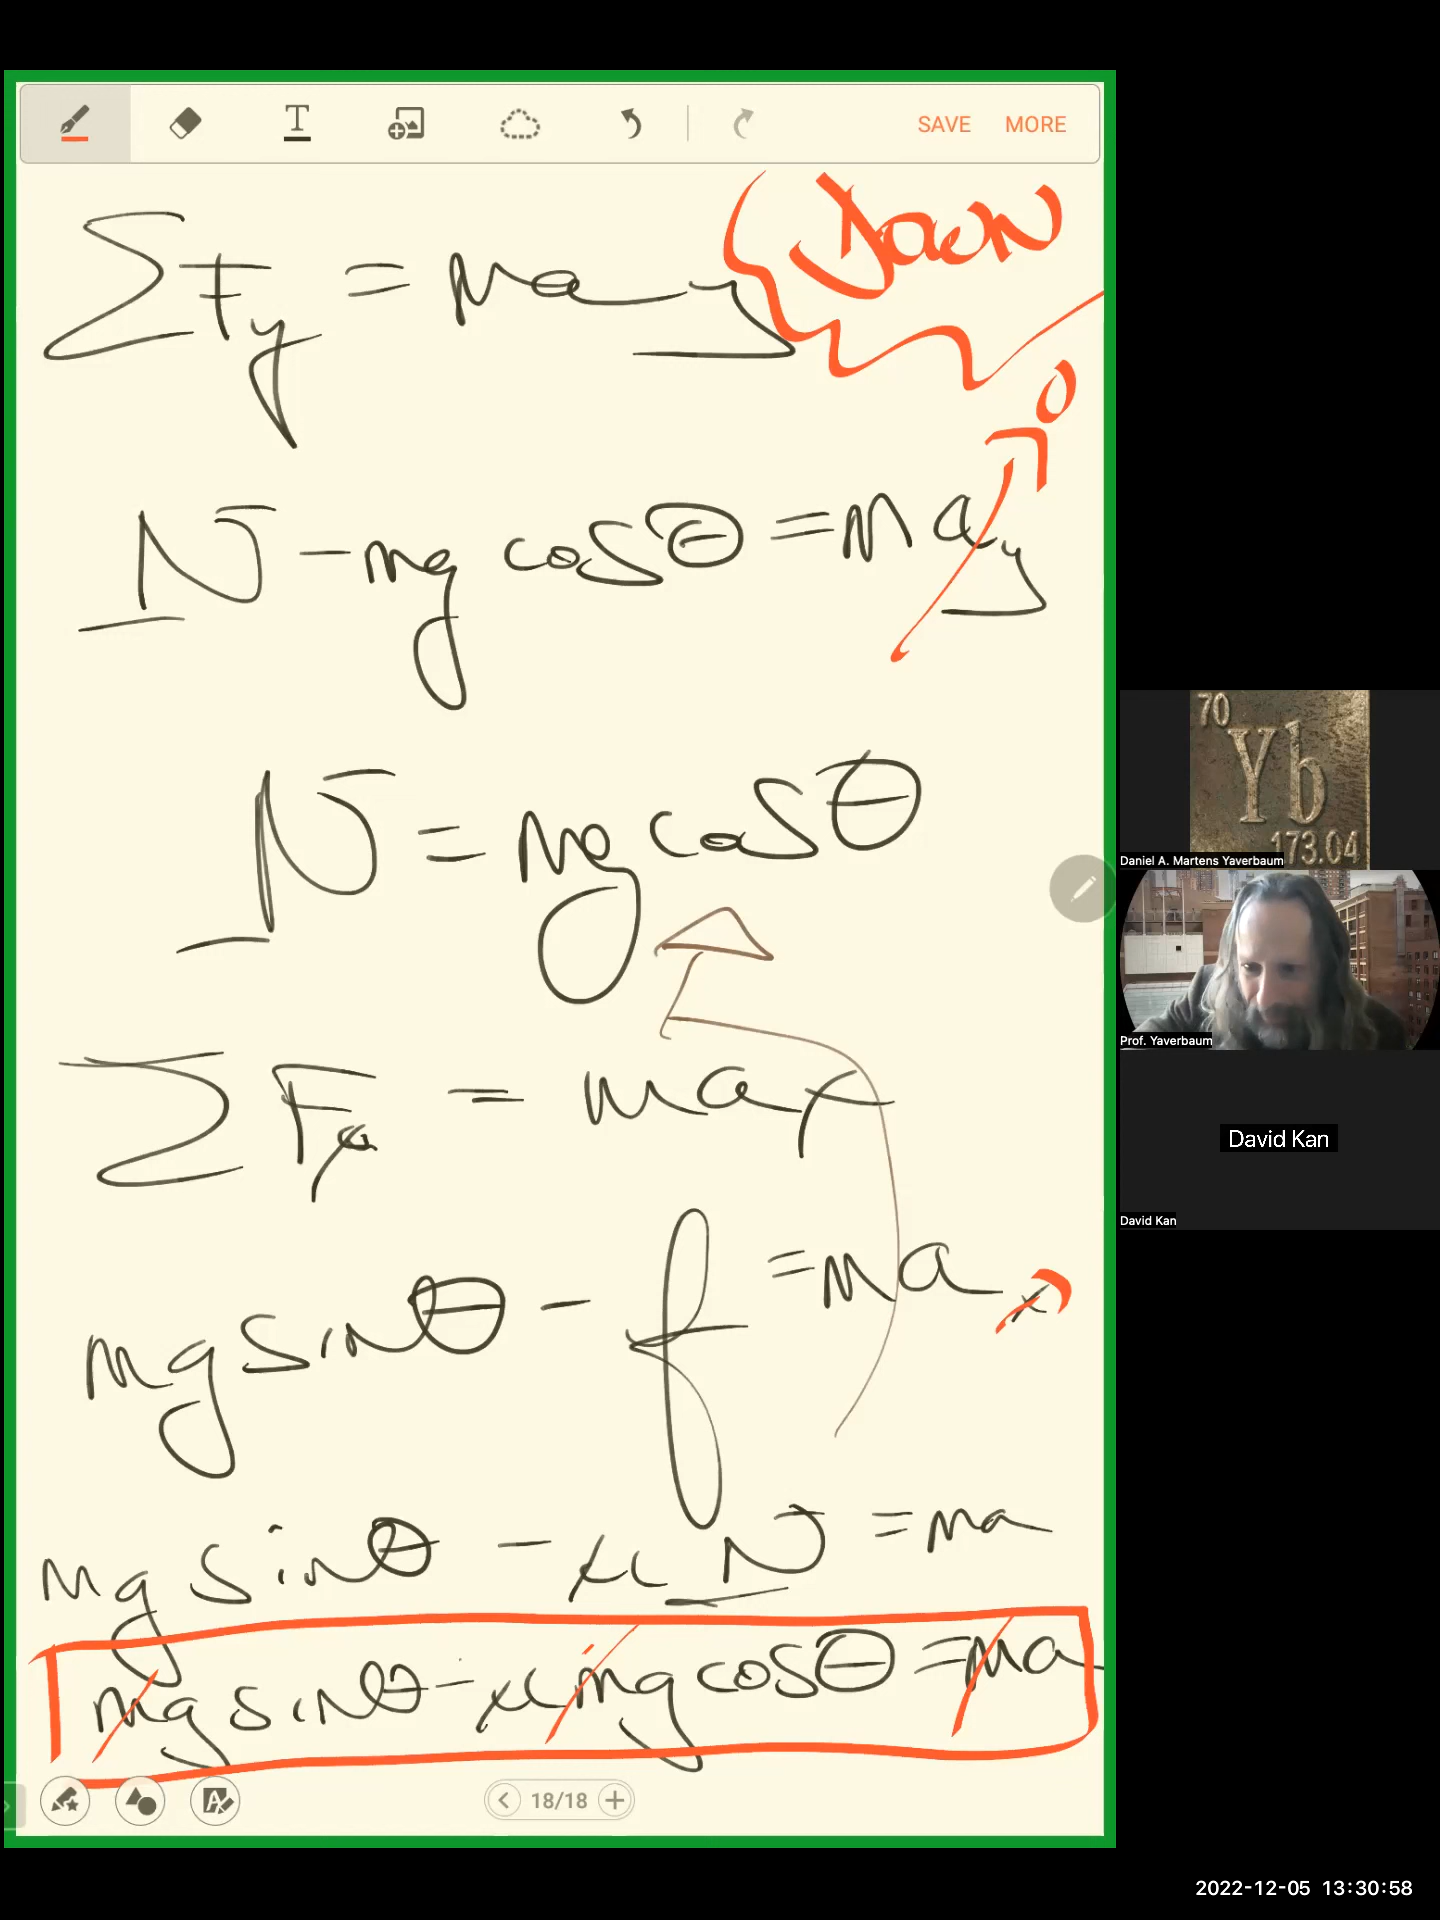 T SAVE MORE
DOWN
ΣFy = may
0
N - mg cosθ = may
N = mg cosθ
ΣFx = max
mg sinθ - f = max
mg sinθ - μN = ma
mg sinθ - μmg cosθ = ma
18/18
70
Yb
173.04
Daniel A. Martens Yaverbaum
Prof. Yaverbaum
David Kan
David Kan
2022-12-05 13:30:58